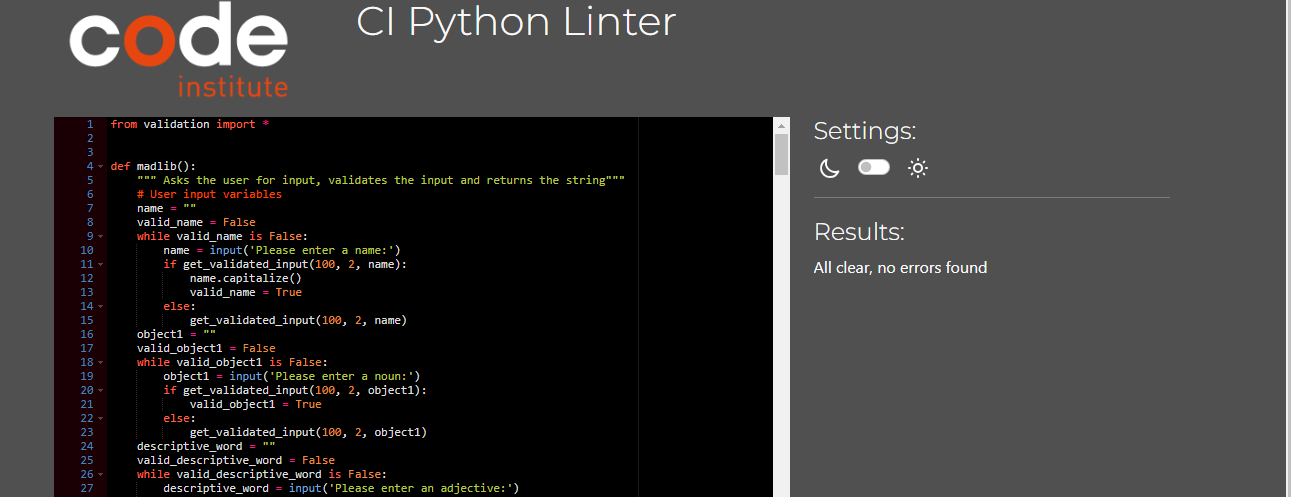 code
institute
CI Python Linter
1 from validation import *
2
3
4 def madlib():
5     """ Asks the user for input, validates the input and returns the string"""
6     # User input variables
7     name = ""
8     valid_name = False
9     while valid_name is False:
10         name = input('Please enter a name:')
11         if get_validated_input(100, 2, name):
12             name.capitalize()
13             valid_name = True
14         else:
15             get_validated_input(100, 2, name)
16     object1 = ""
17     valid_object1 = False
18     while valid_object1 is False:
19         object1 = input('Please enter a noun:')
20         if get_validated_input(100, 2, object1):
21             valid_object1 = True
22         else:
23             get_validated_input(100, 2, object1)
24     descriptive_word = ""
25     valid_descriptive_word = False
26     while valid_descriptive_word is False:
27         descriptive_word = input('Please enter an adjective:')
Settings:
Results:
All clear, no errors found